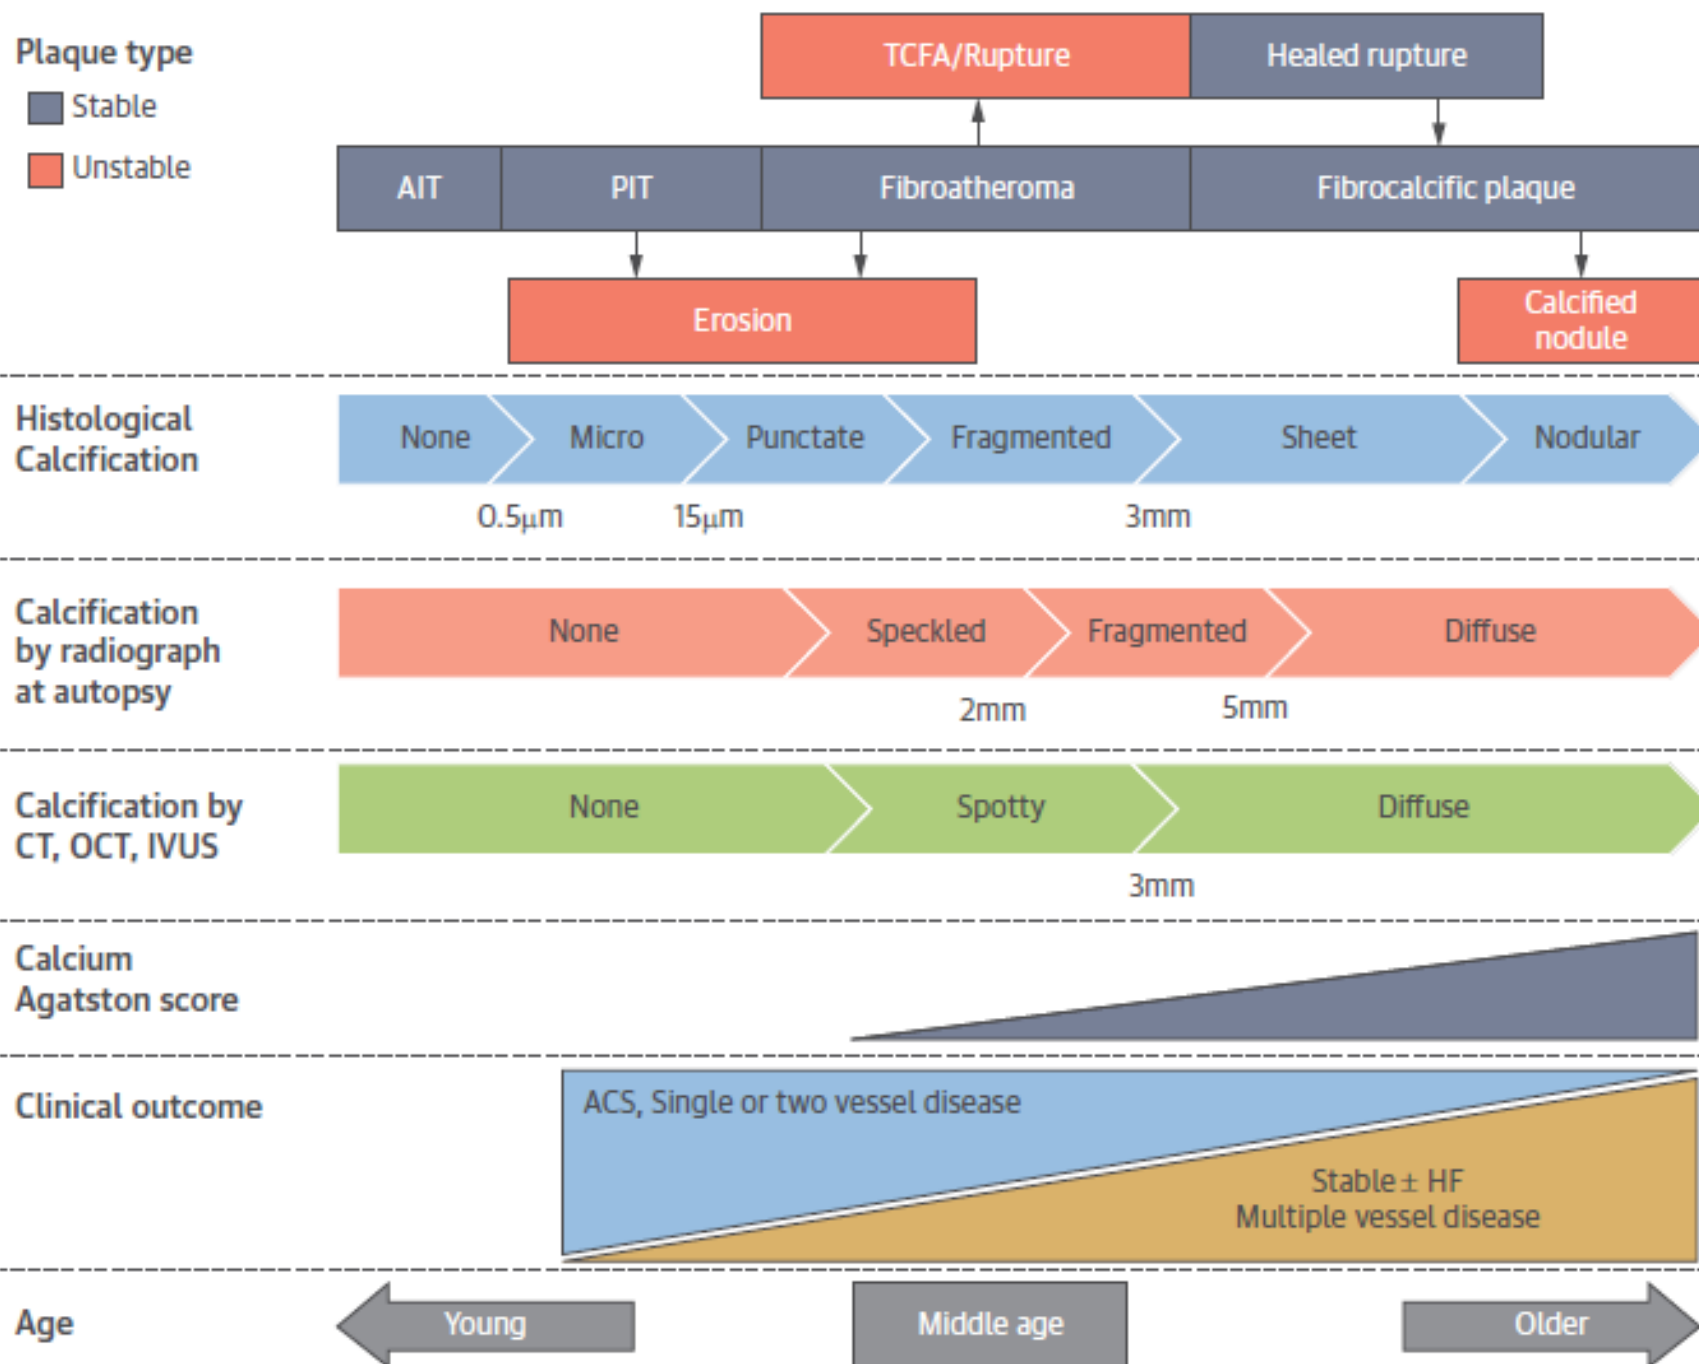 Plaque type
Stable
Unstable
TCFA/Rupture
Healed rupture
AIT
PIT
Fibroatheroma
Fibrocalcific plaque
Erosion
Calcified
nodule
Histological
Calcification
None
Micro
Punctate
Fragmented
Sheet
Nodular
0.5μm
15μm
3mm
Calcification
by radiograph
at autopsy
None
Speckled
Fragmented
Diffuse
2mm
5mm
Calcification by
CT, OCT, IVUS
None
Spotty
Diffuse
3mm
Calcium
Agatston score
Clinical outcome
ACS, Single or two vessel disease
Stable ± HF
Multiple vessel disease
Age
Young
Middle age
Older